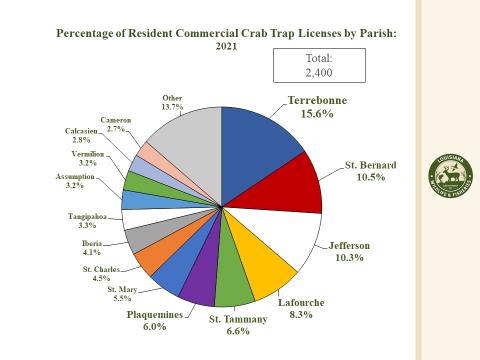 Percentage of Resident Commercial Crab Trap Licenses by Parish:
2021
Total:
2,400
Terrebonne
15.6%
St. Bernard
10.5%
Jefferson
10.3%
Lafourche
8.3%
St. Tammany
6.6%
Plaquemines
6.0%
St. Mary
5.5%
St. Charles
4.5%
Iberia
4.1%
Tangipahoa
3.3%
Assumption
3.2%
Vermilion
3.2%
Calcasieu
2.8%
Cameron
2.7%
Other
13.7%
LOUISIANA
WILDLIFE & FISHERIES